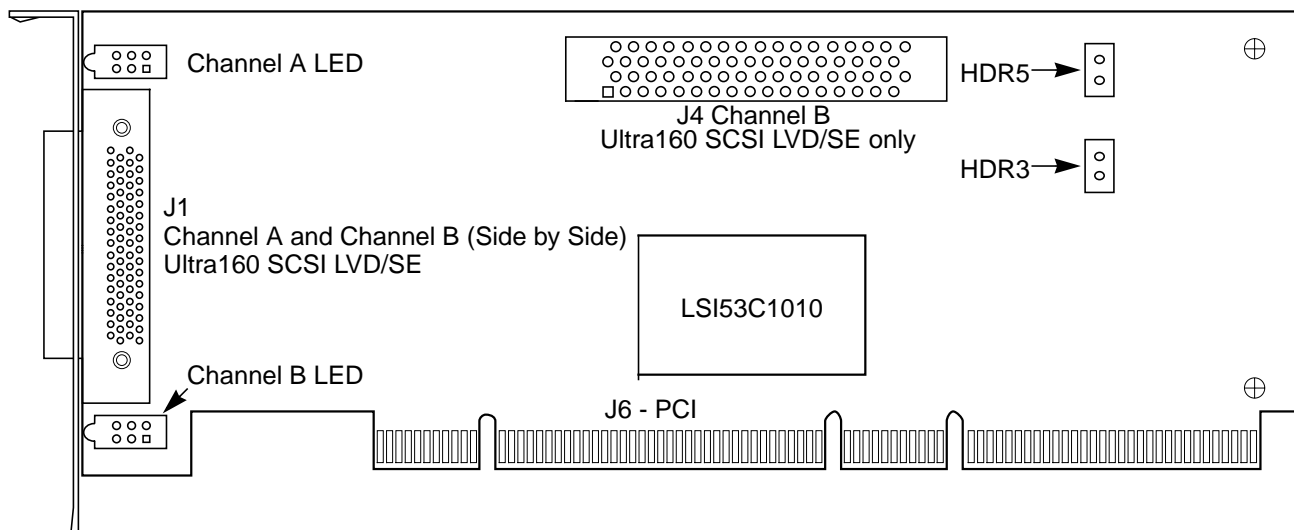 Channel A LED
J4 Channel B
Ultra160 SCSI LVD/SE only
HDR5
HDR3
J1
Channel A and Channel B (Side by Side)
Ultra160 SCSI LVD/SE
LSI53C1010
Channel B LED
J6 - PCI